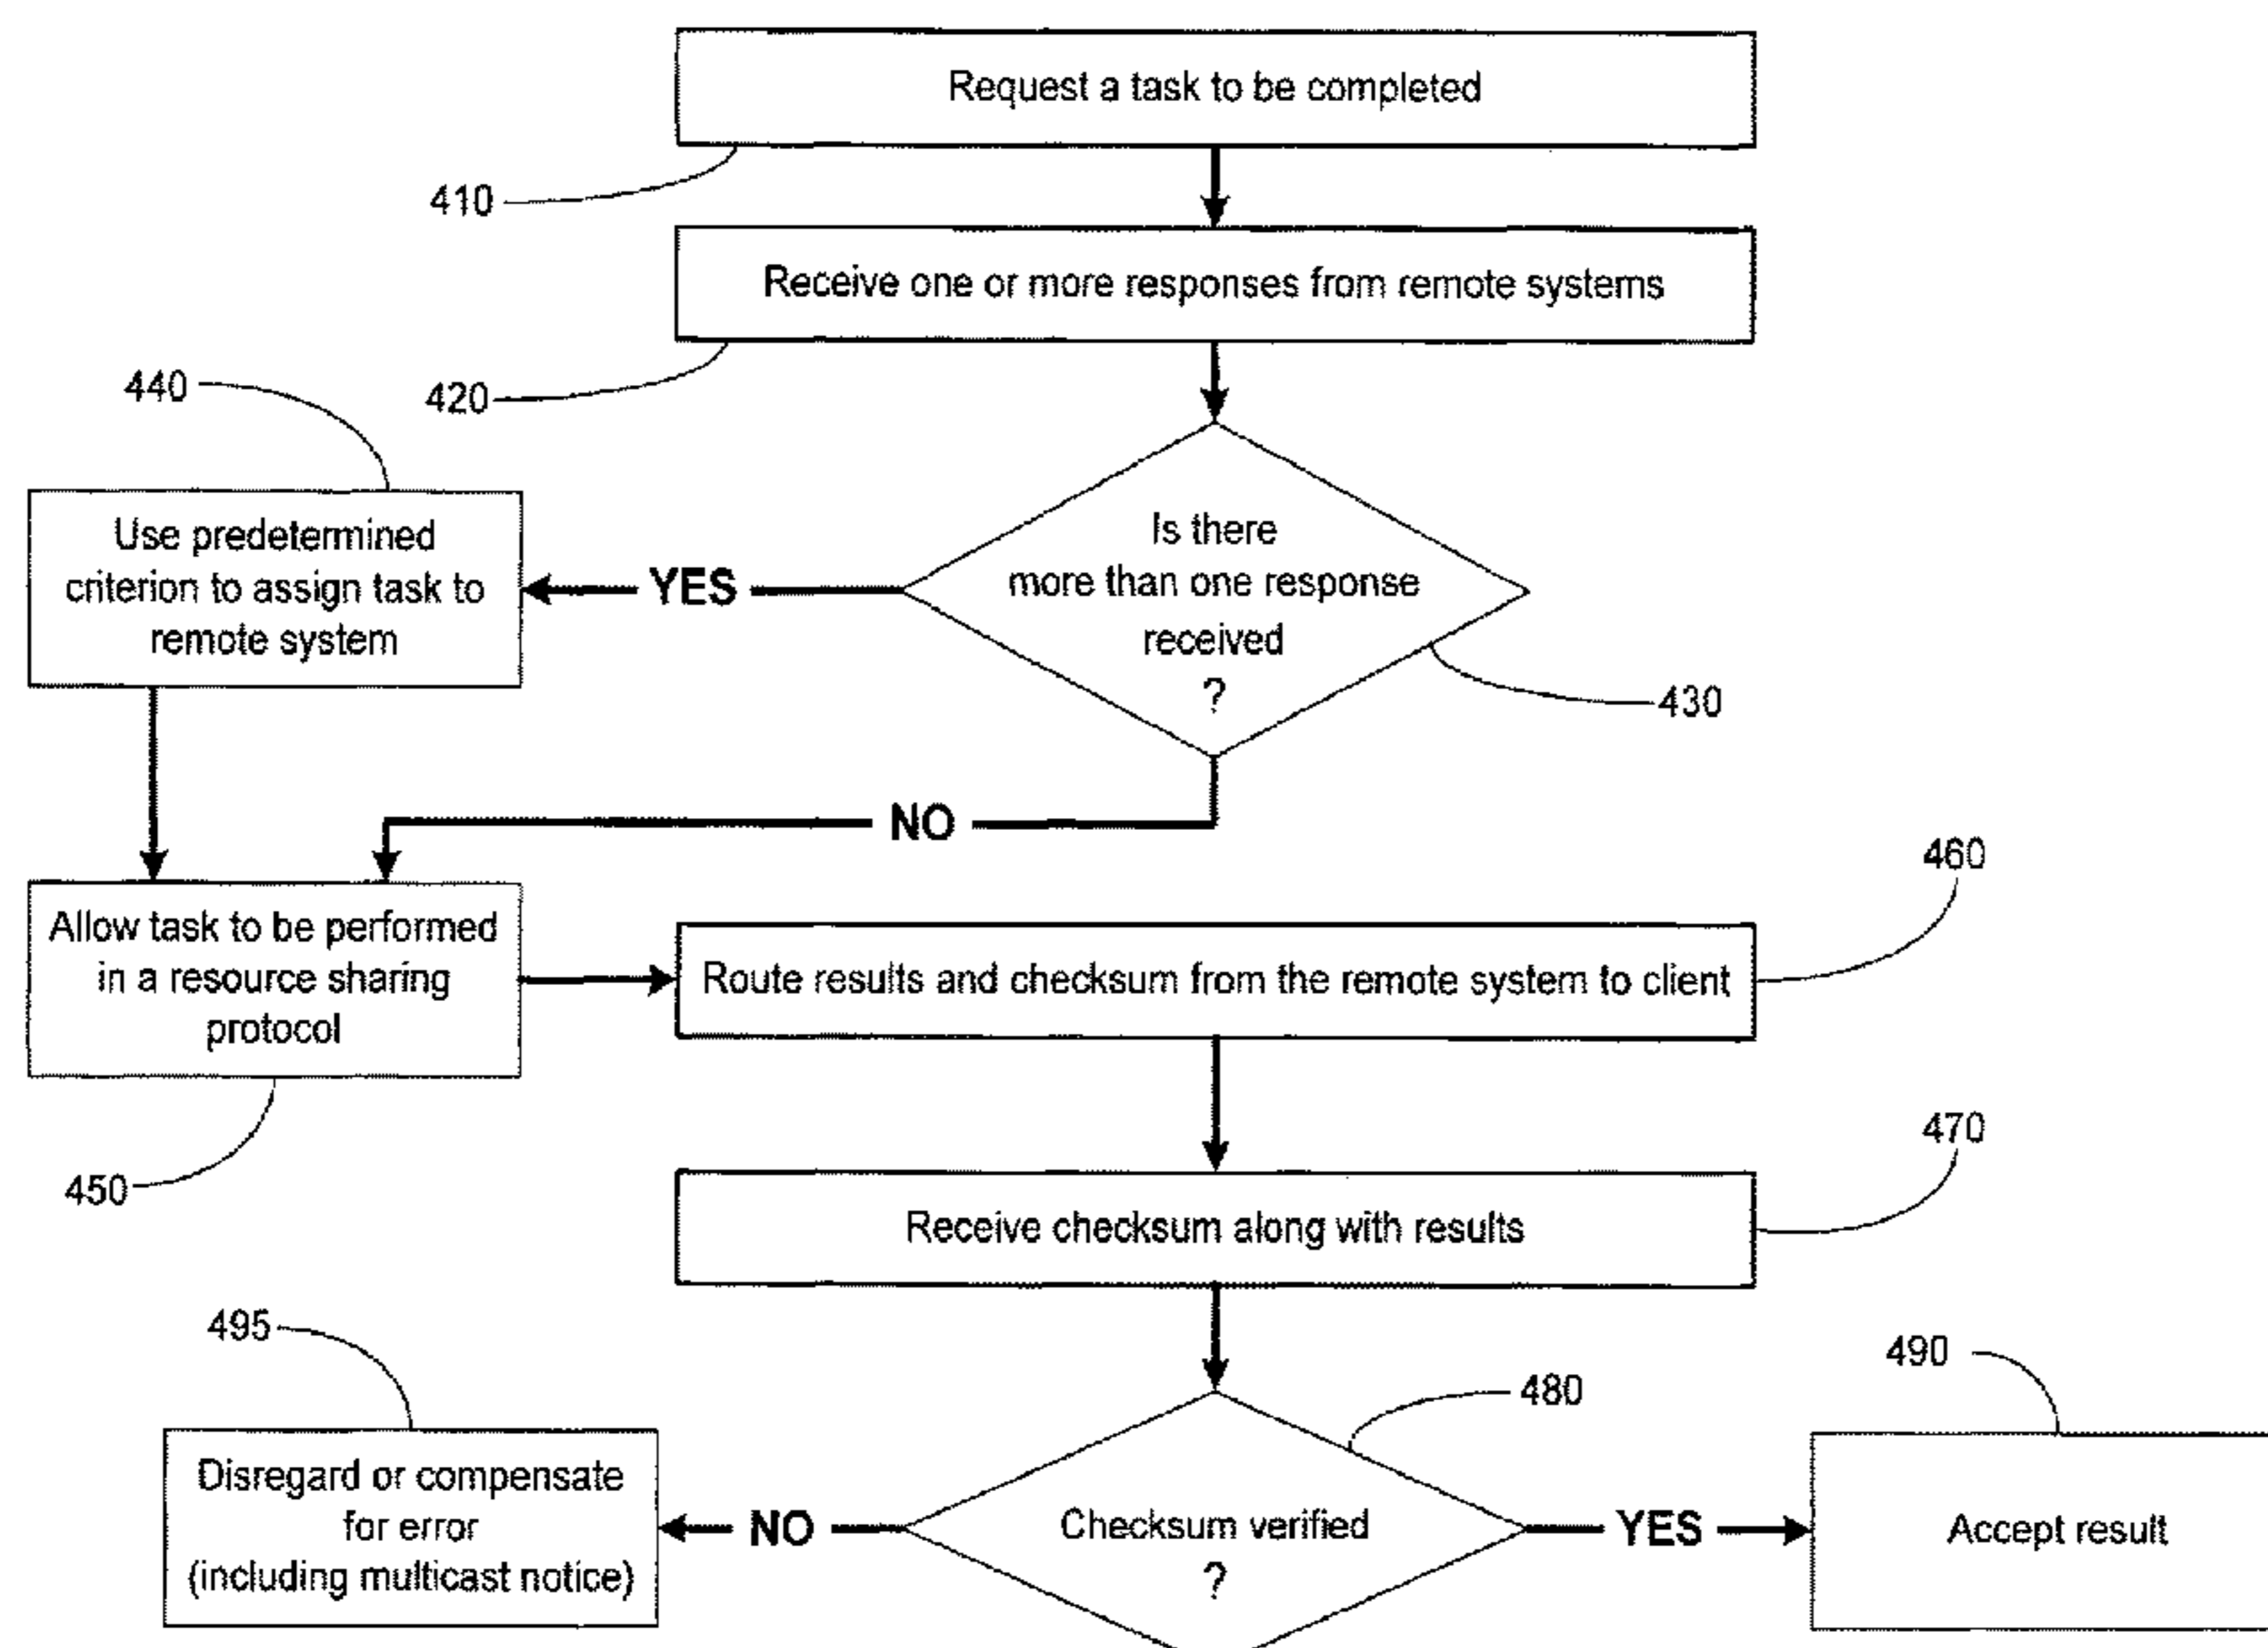 Request a task to be completed
410
Receive one or more responses from remote systems
420
440
Use predetermined
criterion to assign task to
remote system
YES
Is there
more than one response
received
?
430
NO
Allow task to be performed
in a resource sharing
protocol
450
460
Route results and checksum from the remote system to client
470
Receive checksum along with results
495
Disregard or compensate
for error
(including multicast notice)
NO
480
Checksum verified
?
YES
490
Accept result